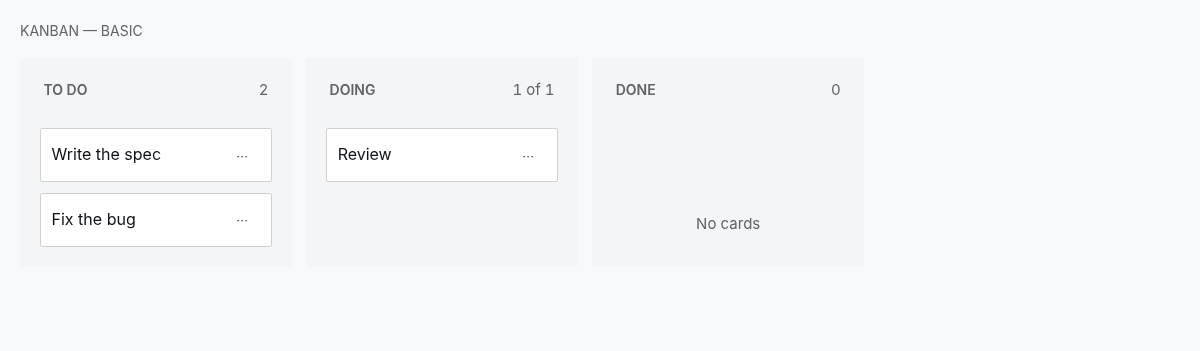 KANBAN — BASIC
TO DO 2
Write the spec ...
Fix the bug ...
DOING 1 of 1
Review ...
DONE 0
No cards